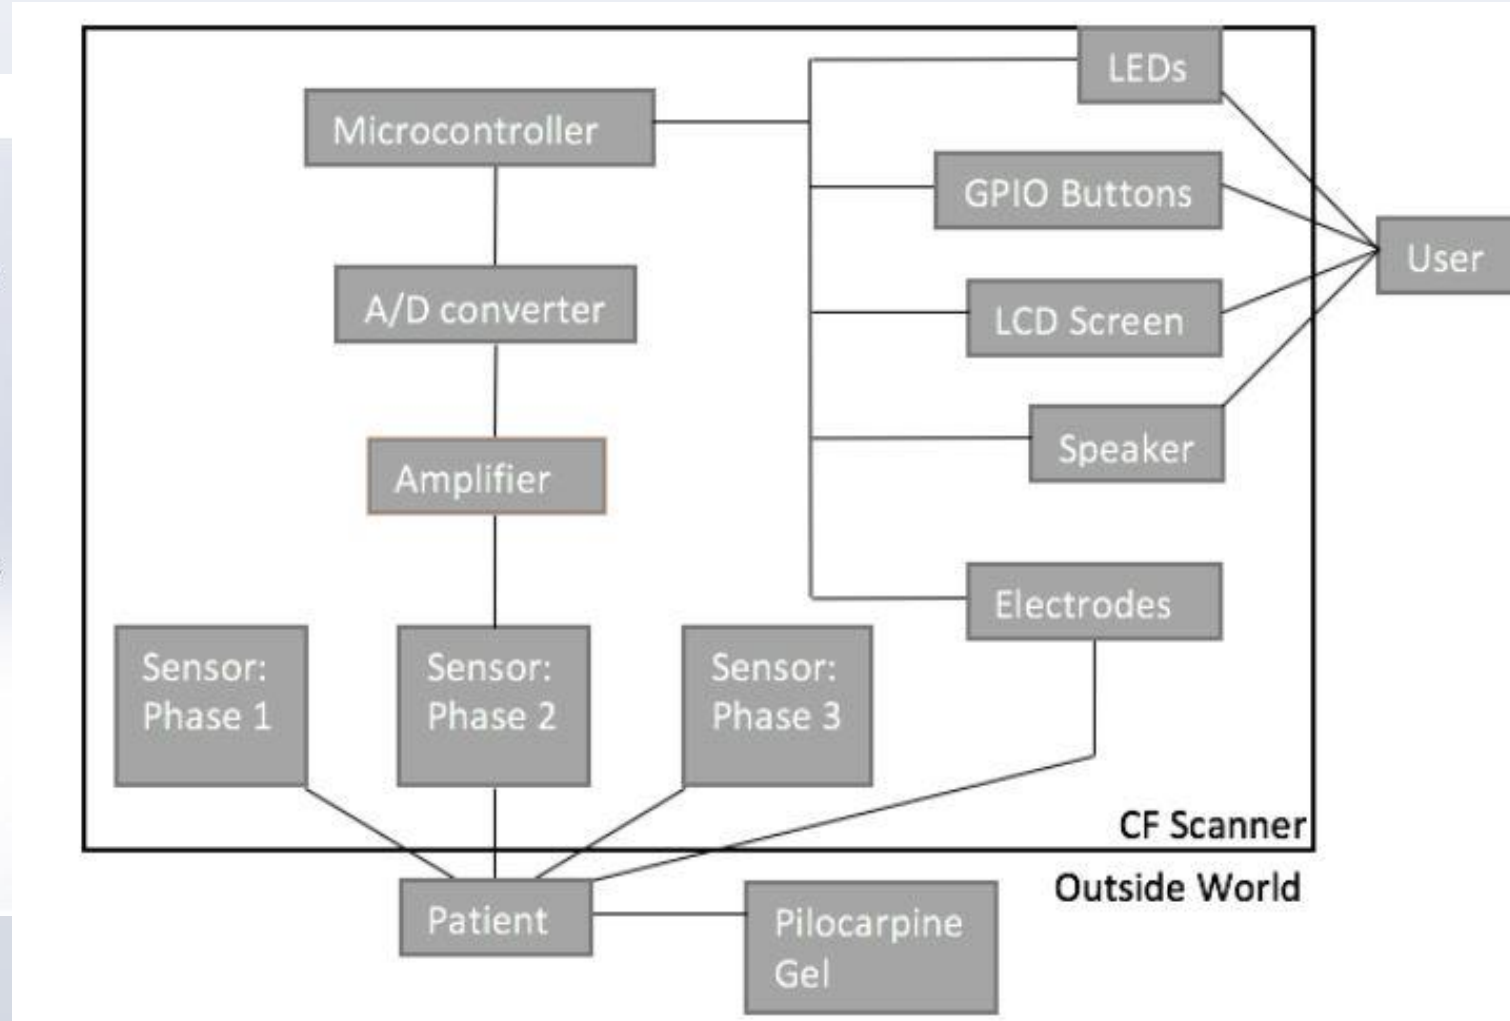 LEDs
Microcontroller
GPIO Buttons
User
A/D converter
LCD Screen
Speaker
Amplifier
Electrodes
Sensor:
Phase 1
Sensor:
Phase 2
Sensor:
Phase 3
CF Scanner
Outside World
Patient
Pilocarpine
Gel